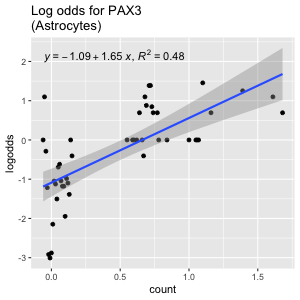 Log odds for PAX3
(Astrocytes)
y = −1.09 + 1.65 x, R² = 0.48
2
1
0
-1
-2
-3
logodds
0.0 0.5 1.0 1.5
count